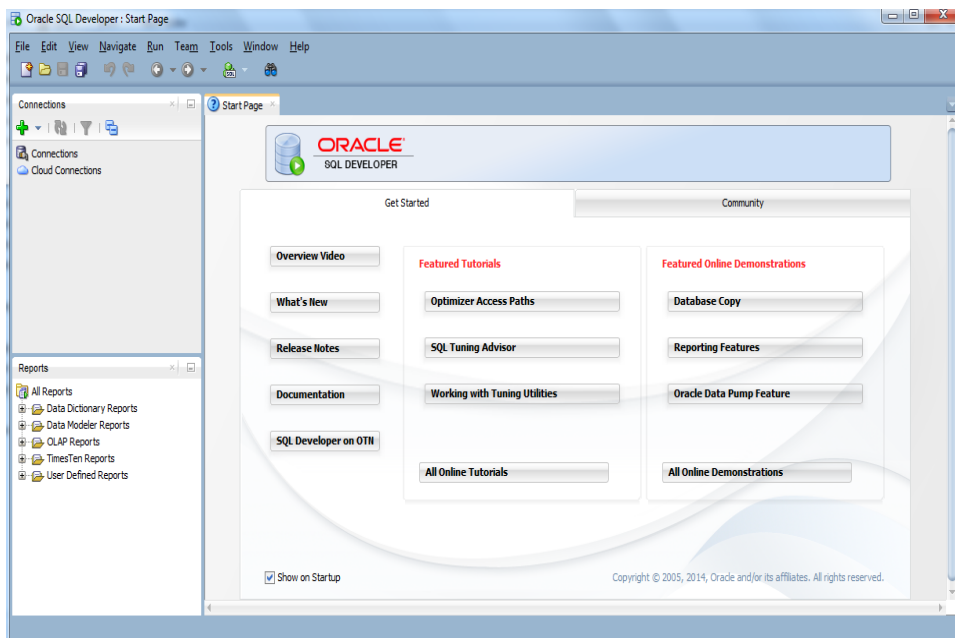 Oracle SQL Developer : Start Page
File Edit View Navigate Run Team Tools Window Help
SQL
Connections
Connections
Cloud Connections
Reports
All Reports
Data Dictionary Reports
Data Modeler Reports
OLAP Reports
TimesTen Reports
User Defined Reports
Start Page
ORACLE
SQL DEVELOPER
Get Started
Community
Overview Video
What's New
Release Notes
Documentation
SQL Developer on OTN
Featured Tutorials
Optimizer Access Paths
SQL Tuning Advisor
Working with Tuning Utilities
All Online Tutorials
Featured Online Demonstrations
Database Copy
Reporting Features
Oracle Data Pump Feature
All Online Demonstrations
Show on Startup
Copyright © 2005, 2014, Oracle and/or its affiliates. All rights reserved.